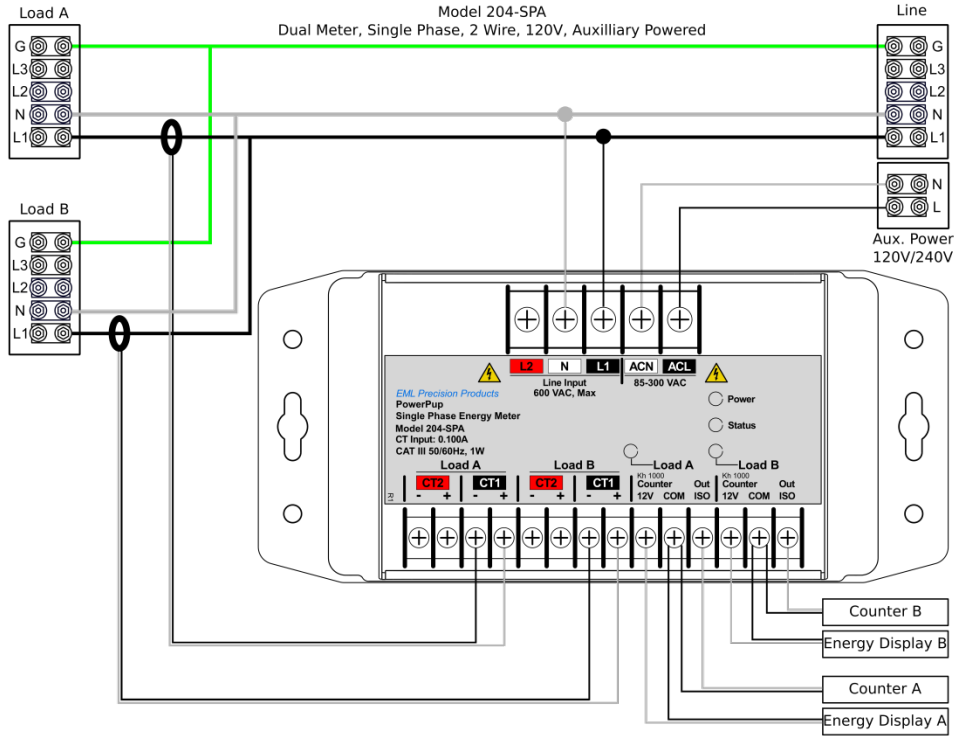 Model 204-SPA
Dual Meter, Single Phase, 2 Wire, 120V, Auxilliary Powered
Load A
G
L3
L2
N
L1
Line
G
L3
L2
N
L1
N
L
Aux. Power
120V/240V
Load B
G
L3
L2
N
L1
L2 N L1 ACN ACL
Line Input
600 VAC, Max
85-300 VAC
EML Precision Products
PowerPup
Single Phase Energy Meter
Model 204-SPA
CT Input: 0.100A
CAT III 50/60Hz, 1W
Power
Status
Load A
Load B
Load A
Load B
R1
CT2 CT1 CT2 CT1
- + - + - + - +
Kh 1000
Counter Out
12V COM ISO
Kh 1000
Counter Out
12V COM ISO
Counter B
Energy Display B
Counter A
Energy Display A